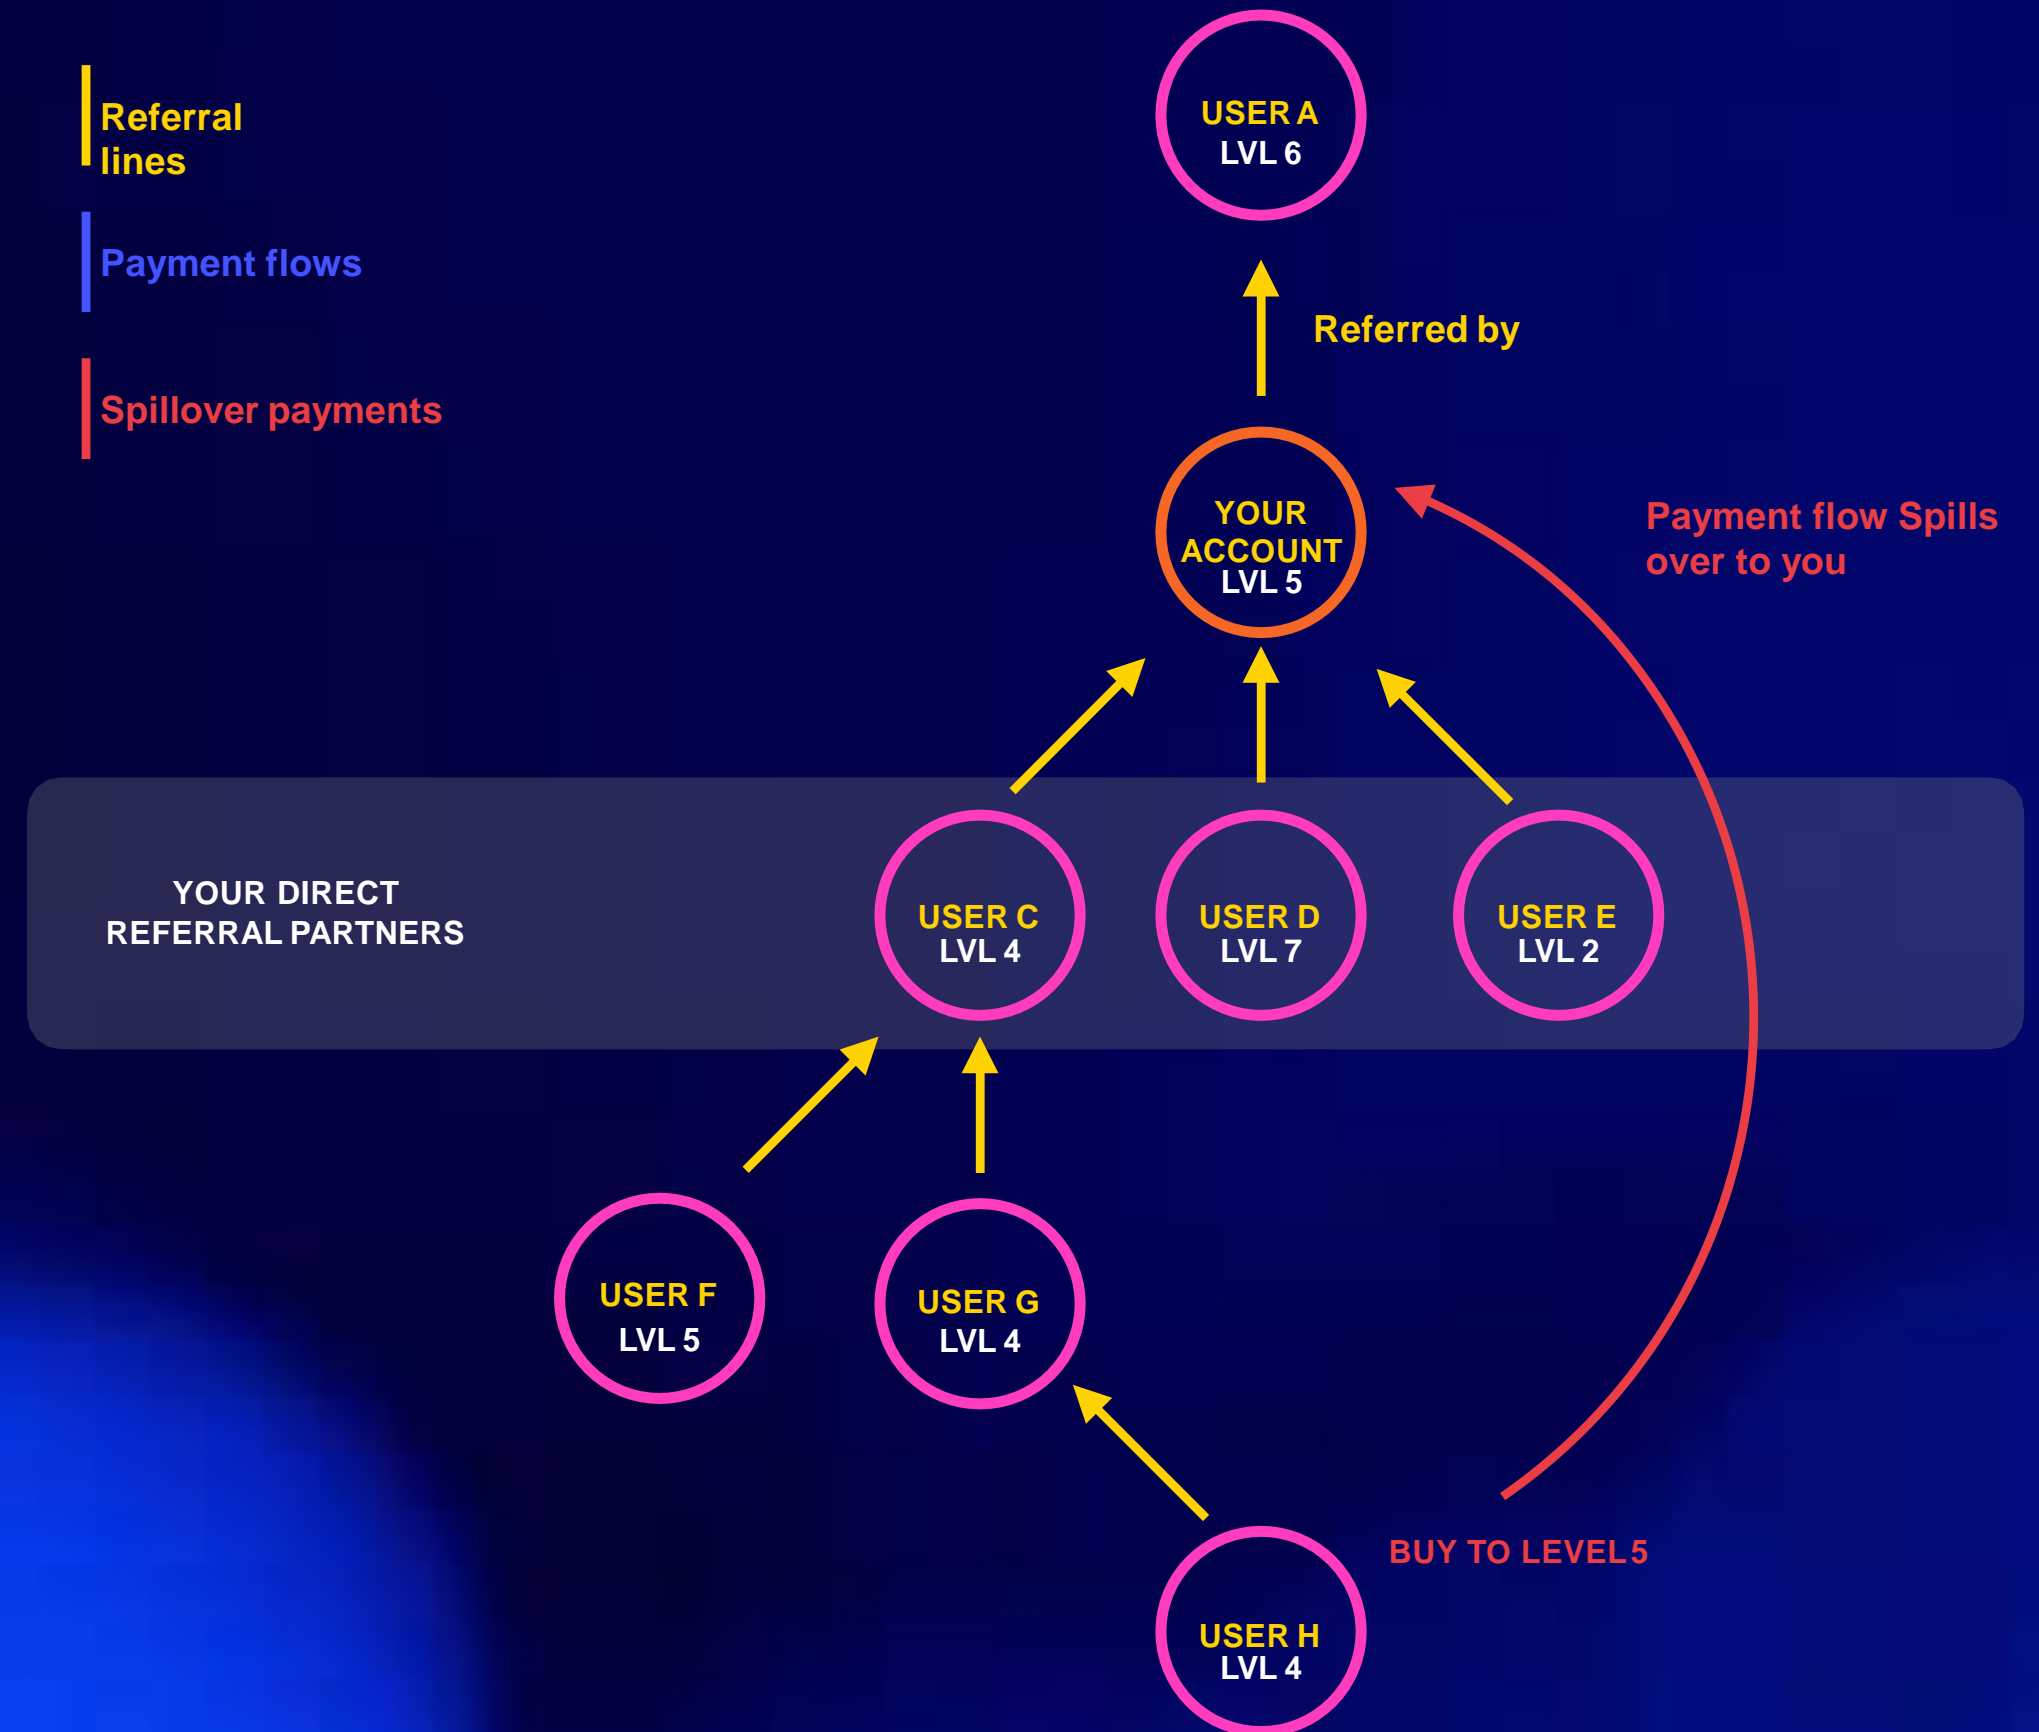 USER A
LVL 6
Referral
lines
Payment flows
Referred by
Spillover payments
YOUR
ACCOUNT
LVL 5
Payment flow Spills
over to you
YOUR DIRECT
REFERRAL PARTNERS
USER C
LVL 4
USER D
LVL 7
USER E
LVL 2
USER F
LVL 5
USER G
LVL 4
BUY TO LEVEL 5
USER H
LVL 4